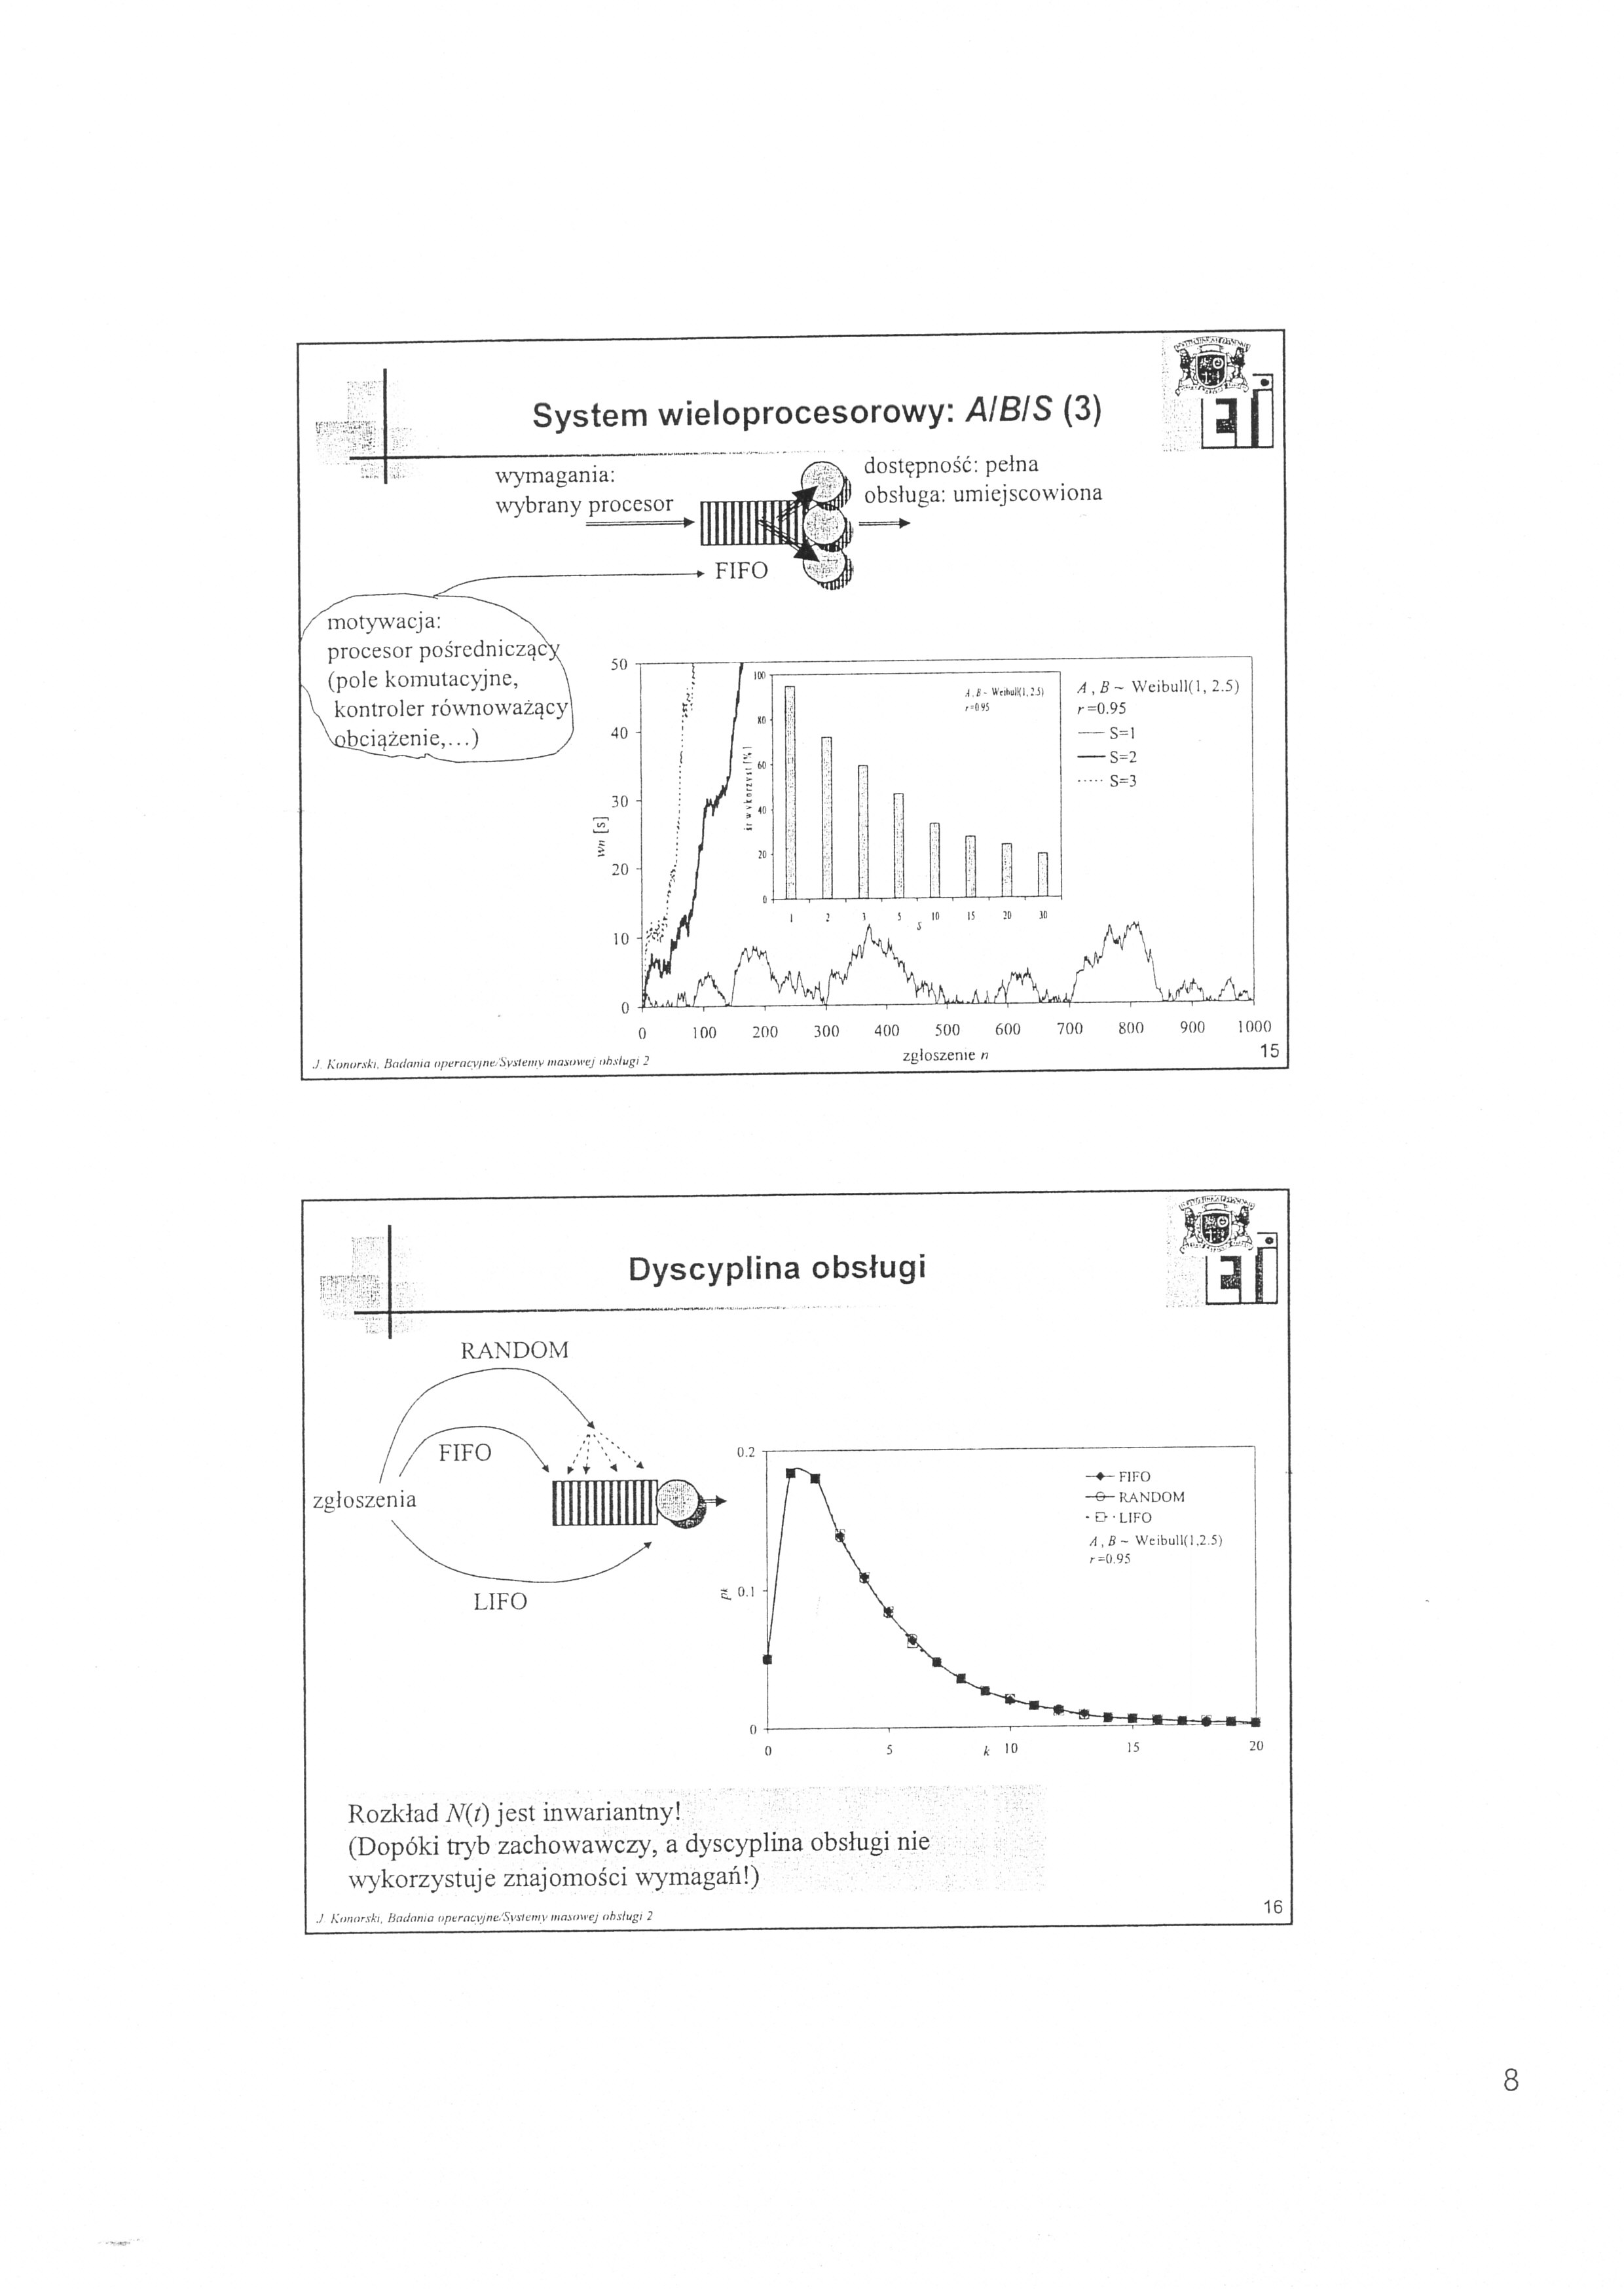 System wieloprocesorowy: A/B/S (3)
wymagania:
wybrany procesor
dostępność: pełna
obsługa: umiejscowiona
FIFO
motywacja:
procesor pośredniczący
(pole komutacyjne,
kontroler równoważący
obciążenie,...)
50
40
30
20
10
0
wn [s]
0 100 200 300 400 500 600 700 800 900 1000
zgłoszenie n
100
80
60
40
20
0
śr wykorzyst [%]
1 2 3 5 10 15 20 30
S
A, B ~ Weibull(1, 2.5)
r=0.95
A, B ~ Weibull(1, 2.5)
r=0.95
S=1
S=2
S=3
J. Konorski, Badania operacyjne/Systemy masowej obsługi 2
15
Dyscyplina obsługi
RANDOM
FIFO
zgłoszenia
LIFO
0.2
0.1
0
pk
0 5 10 15 20
k
FIFO
RANDOM
LIFO
A, B ~ Weibull(1,2.5)
r=0.95
Rozkład N(t) jest inwariantny!
(Dopóki tryb zachowawczy, a dyscyplina obsługi nie
wykorzystuje znajomości wymagań!)
J. Konorski, Badania operacyjne/Systemy masowej obsługi 2
16
8